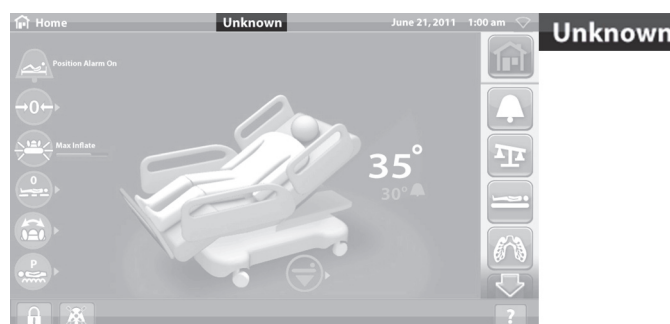 Home Unknown June 21, 2011 1:00 am
Unknown
Position Alarm On
0
Max Inflate
35°
30°
0
P
?